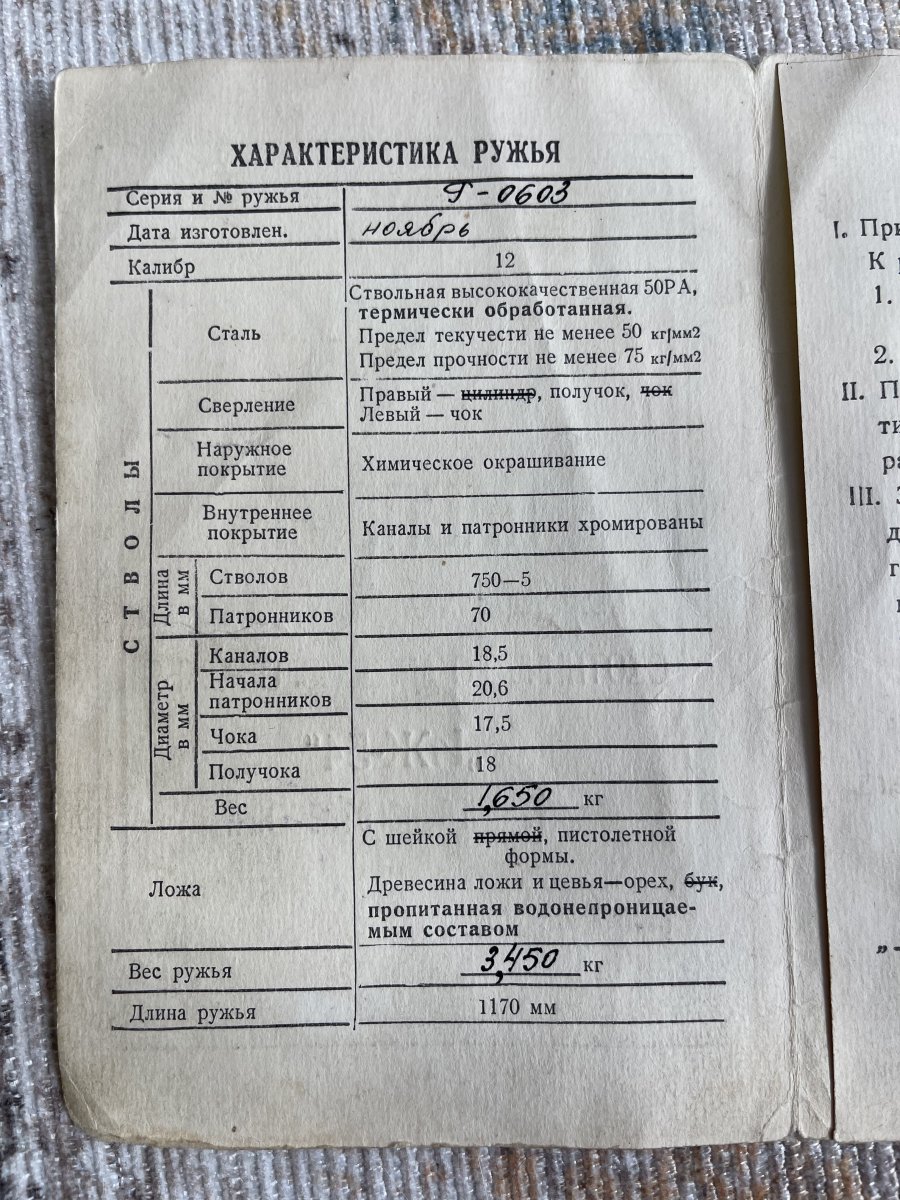 ХАРАКТЕРИСТИКА РУЖЬЯ
Серия и № ружья Г-0603
Дата изготовлен. ноябрь
Калибр 12
СТВОЛЫ
Сталь
Ствольная высококачественная 50РА,
термически обработанная.
Предел текучести не менее 50 кг/мм2
Предел прочности не менее 75 кг/мм2
Сверление
Правый — цилиндр, получок, чок
Левый — чок
Наружное
покрытие
Химическое окрашивание
Внутреннее
покрытие
Каналы и патронники хромированы
Длина
в мм
Стволов 750—5
Патронников 70
Диаметр
в мм
Каналов 18,5
Начала
патронников 20,6
Чока 17,5
Получока 18
Вес 1,650 кг
Ложа
С шейкой прямой, пистолетной
формы.
Древесина ложи и цевья—орех, бук,
пропитанная водонепроницае-
мым составом
Вес ружья 3,450 кг
Длина ружья 1170 мм
I.
К
1.
2.
II.
III.